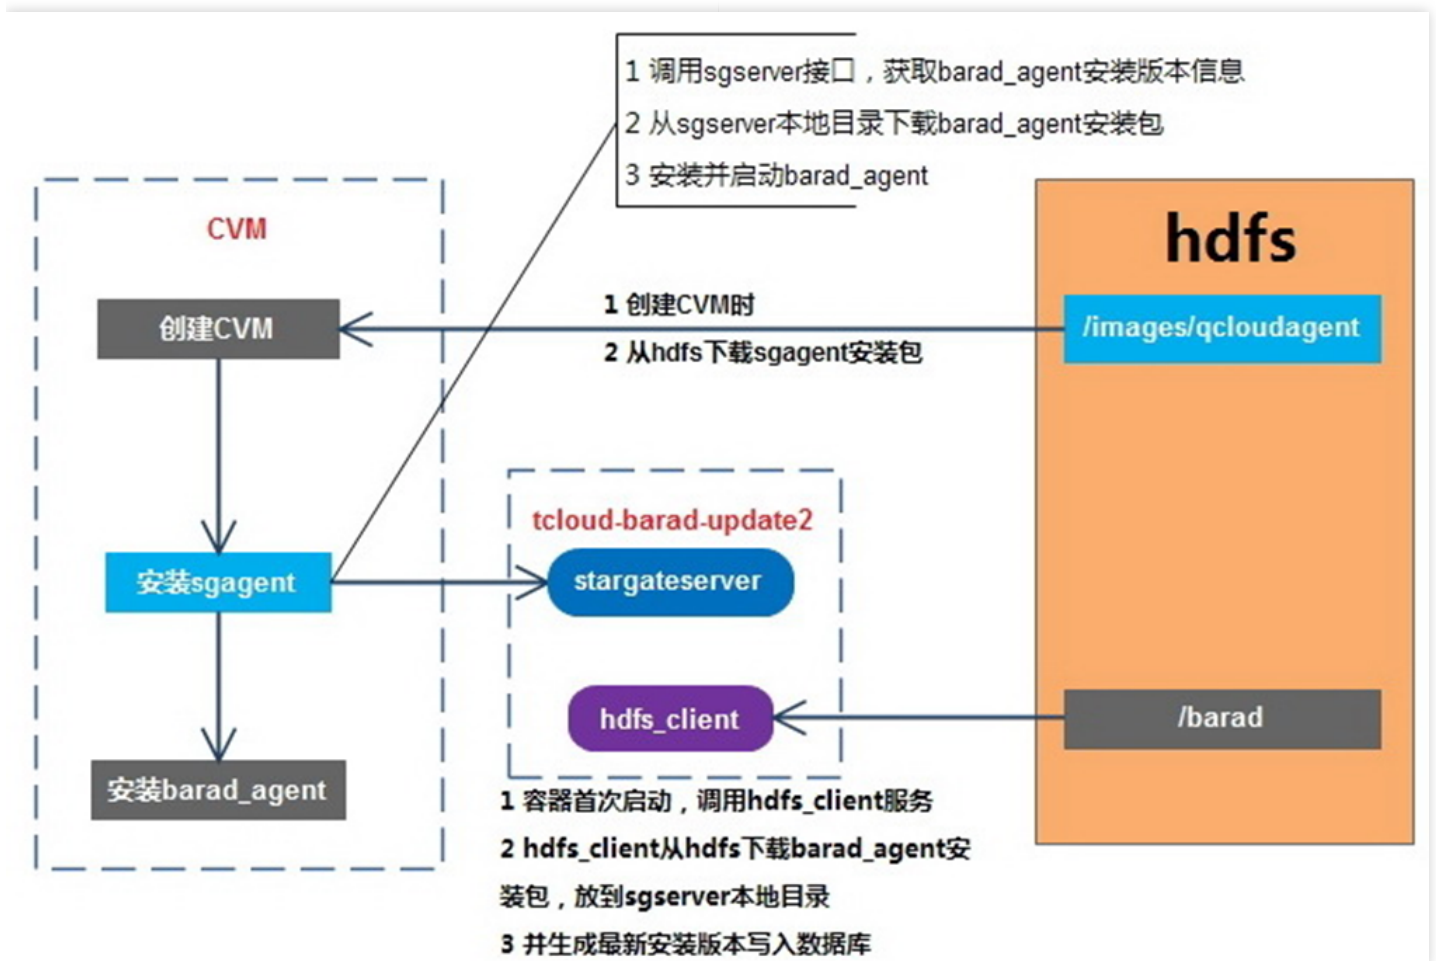 1 调用sgserver接口，获取barad_agent安装版本信息
2 从sgserver本地目录下载barad_agent安装包
3 安装并启动barad_agent
CVM
hdfs
创建CVM
1 创建CVM时
2 从hdfs下载sgagent安装包
/images/qcloudagent
tcloud-barad-update2
安装sgagent
stargateserver
hdfs_client
/barad
安装barad_agent
1 容器首次启动，调用hdfs_client服务
2 hdfs_client从hdfs下载barad_agent安
装包，放到sgserver本地目录
3 并生成最新安装版本写入数据库